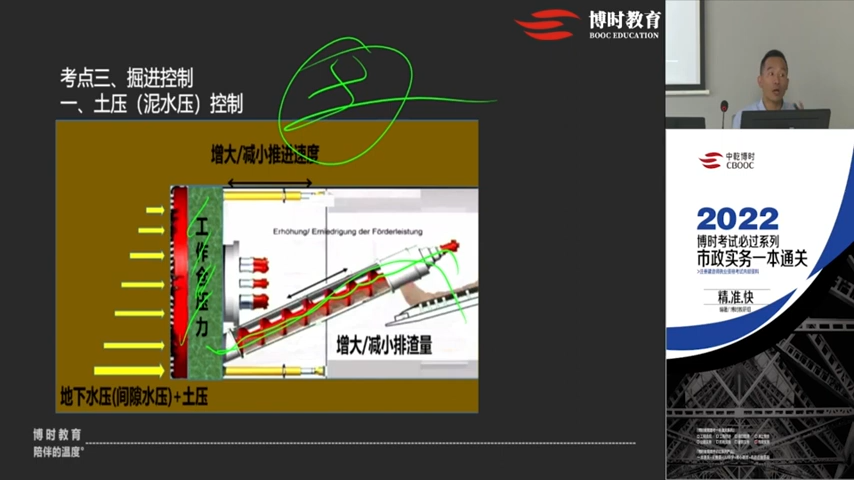 博时教育
BOOC EDUCATION
考点三、掘进控制
一、土压（泥水压）控制
增大/减小推进速度
工作仓压力
Erhöhung/ Erniedrigung der Förderleistung
增大/减小排渣量
地下水压(间隙水压)+土压
博时教育
陪伴的温度
中乾博时
CBOOC
2022
博时考试必过系列
市政实务一本通关
精,准,快